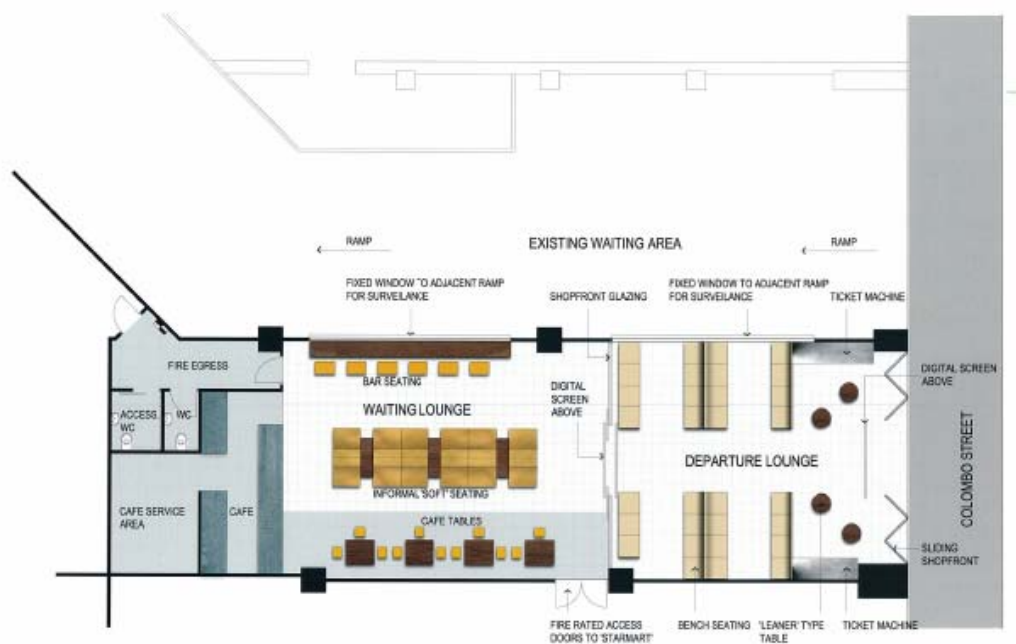 RAMP
EXISTING WAITING AREA
RAMP
FIXED WINDOW TO ADJACENT RAMP
FOR SURVEILANCE
SHOPFRONT GLAZING
FIXED WINDOW TO ADJACENT RAMP
FOR SURVEILANCE
TICKET MACHINE
FIRE EGRESS
BAR SEATING
DIGITAL
SCREEN
ABOVE
DIGITAL SCREEN
ABOVE
ACCESS
WC
WC
WAITING LOUNGE
DEPARTURE LOUNGE
COLOMBO STREET
INFORMAL 'SOFT' SEATING
CAFE SERVICE
AREA
CAFE
CAFE TABLES
SLIDING
SHOPFRONT
FIRE RATED ACCESS
DOORS TO 'STARMART'
BENCH SEATING
'LEANER' TYPE
TABLE
TICKET MACHINE